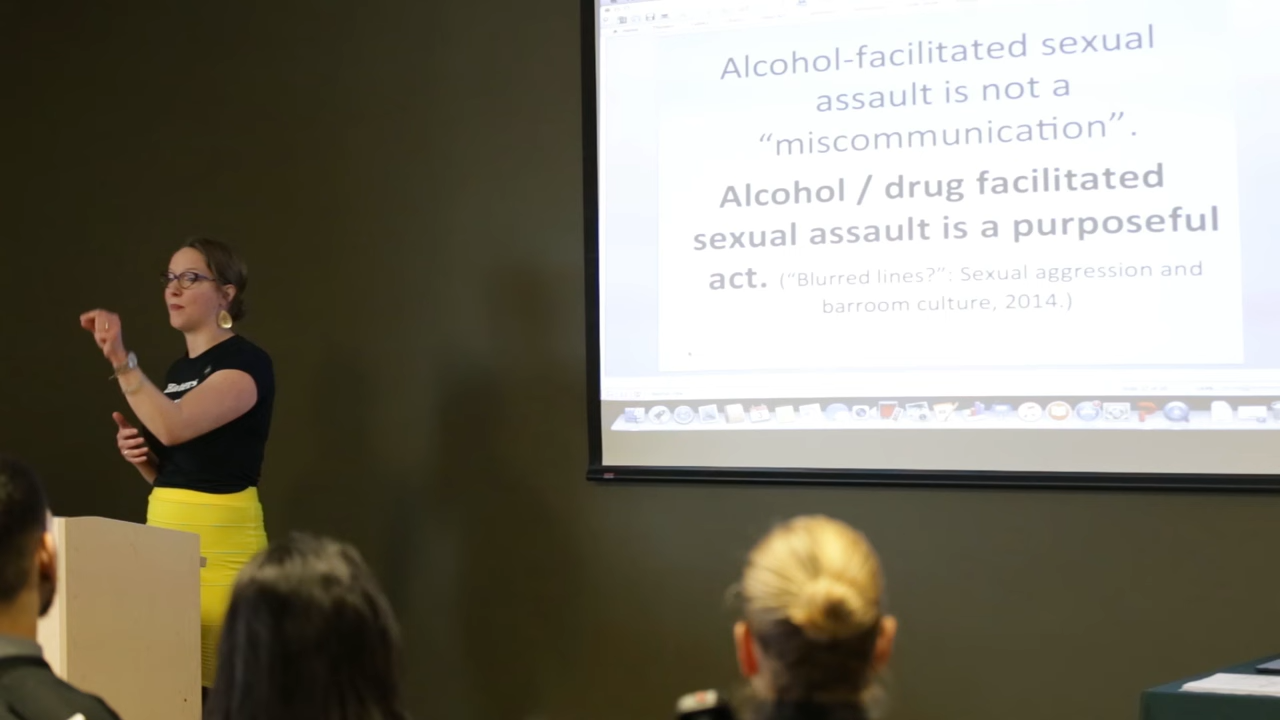 Alcohol-facilitated sexual
assault is not a
“miscommunication”.
Alcohol / drug facilitated
sexual assault is a purposeful
act. (“Blurred lines?”: Sexual aggression and
barroom culture, 2014.)